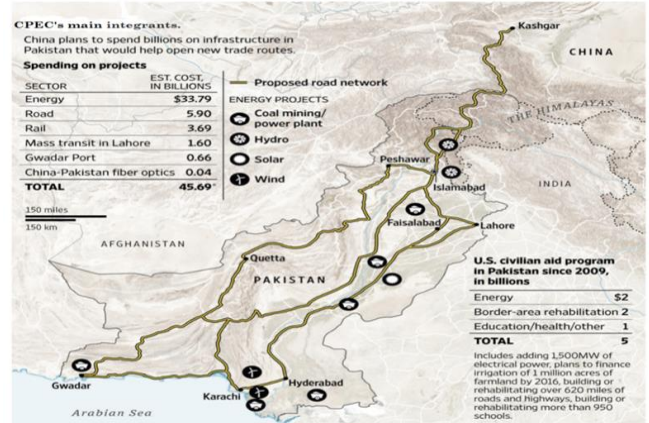 CPEC's main integrants.
China plans to spend billions on infrastructure in
Pakistan that would help open new trade routes.
Spending on projects
SECTOR EST. COST, IN BILLIONS
Energy $33.79
Road 5.90
Rail 3.69
Mass transit in Lahore 1.60
Gwadar Port 0.66
China-Pakistan fiber optics 0.04
TOTAL 45.69*
150 miles
150 km
Proposed road network
ENERGY PROJECTS
Coal mining/
power plant
Hydro
Solar
Wind
Kashgar
CHINA
THE HIMALAYAS
Peshawar
Islamabad
INDIA
Faisalabad
Lahore
AFGHANISTAN
Quetta
PAKISTAN
Gwadar
Karachi
Hyderabad
Arabian Sea
U.S. civilian aid program
in Pakistan since 2009,
in billions
Energy $2
Border-area rehabilitation 2
Education/health/other 1
TOTAL 5
Includes adding 1,500MW of
electrical power, plans to finance
irrigation of 1 million acres of
farmland by 2016, building or
rehabilitating over 620 miles of
roads and highways, building or
rehabilitating more than 950
schools.